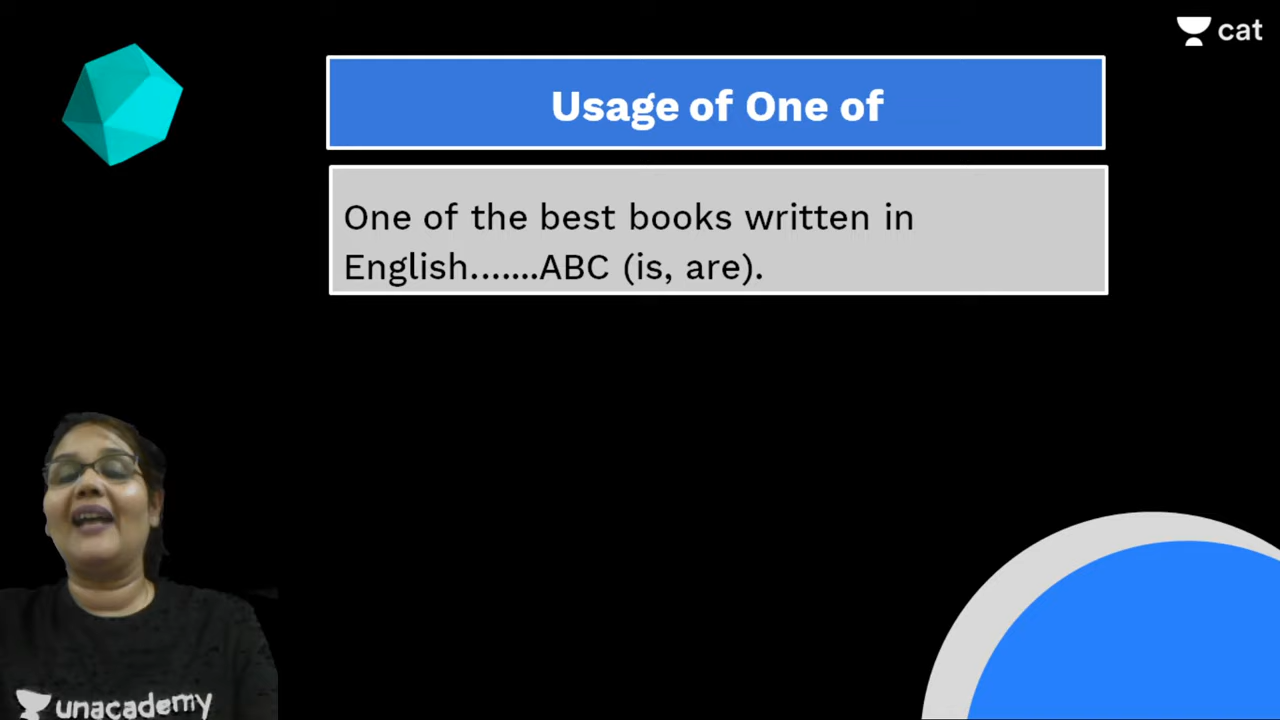 cat
Usage of One of
One of the best books written in
English.......ABC (is, are).
unacademy